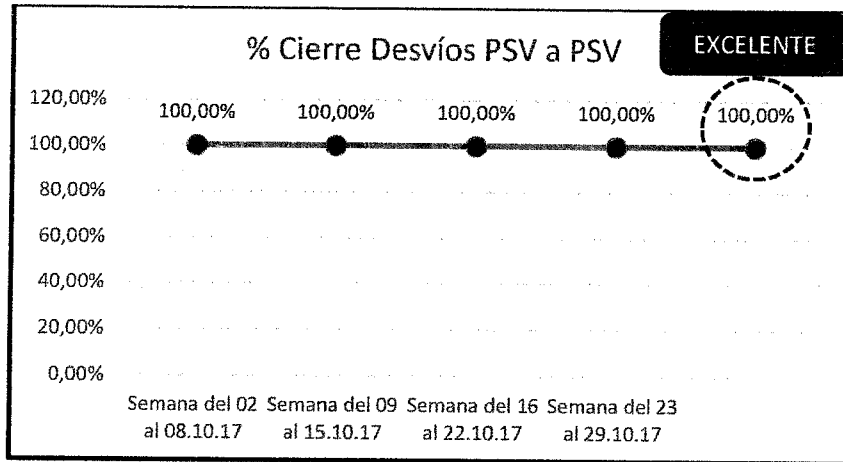 % Cierre Desvíos PSV a PSV
EXCELENTE
120,00%
100,00% 100,00% 100,00% 100,00% 100,00%
100,00%
80,00%
60,00%
40,00%
20,00%
0,00%
Semana del 02 Semana del 09 Semana del 16 Semana del 23
al 08.10.17 al 15.10.17 al 22.10.17 al 29.10.17